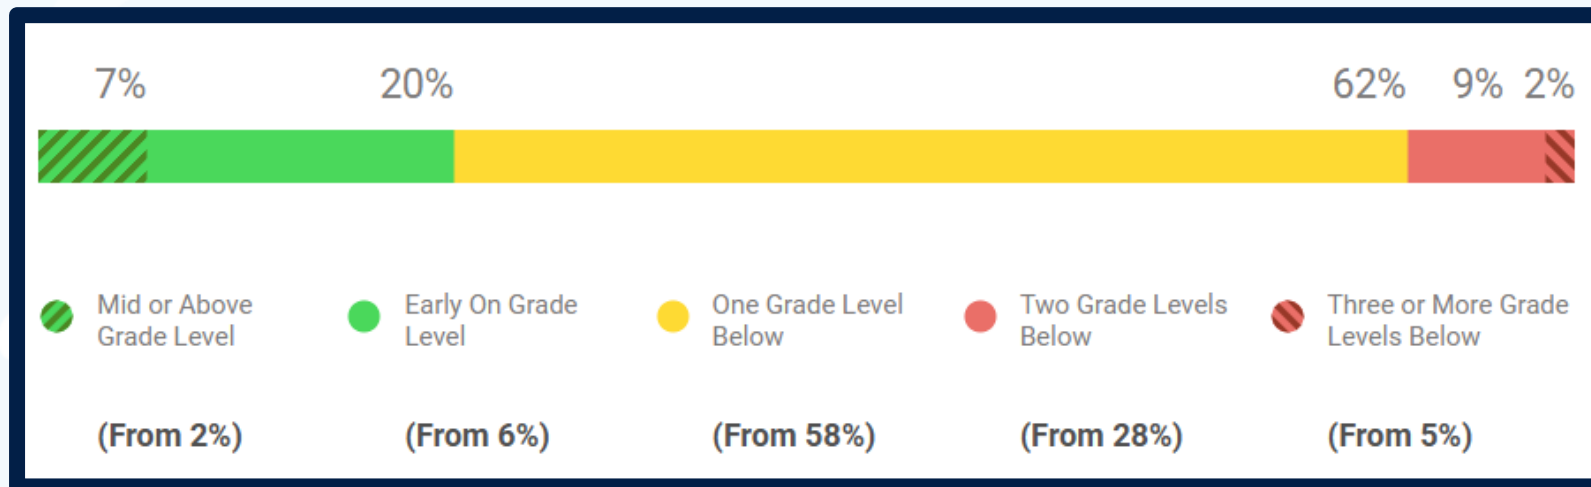 7% 20% 62% 9% 2%
Mid or Above
Grade Level
Early On Grade
Level
One Grade Level
Below
Two Grade Levels
Below
Three or More Grade
Levels Below
(From 2%) (From 6%) (From 58%) (From 28%) (From 5%)